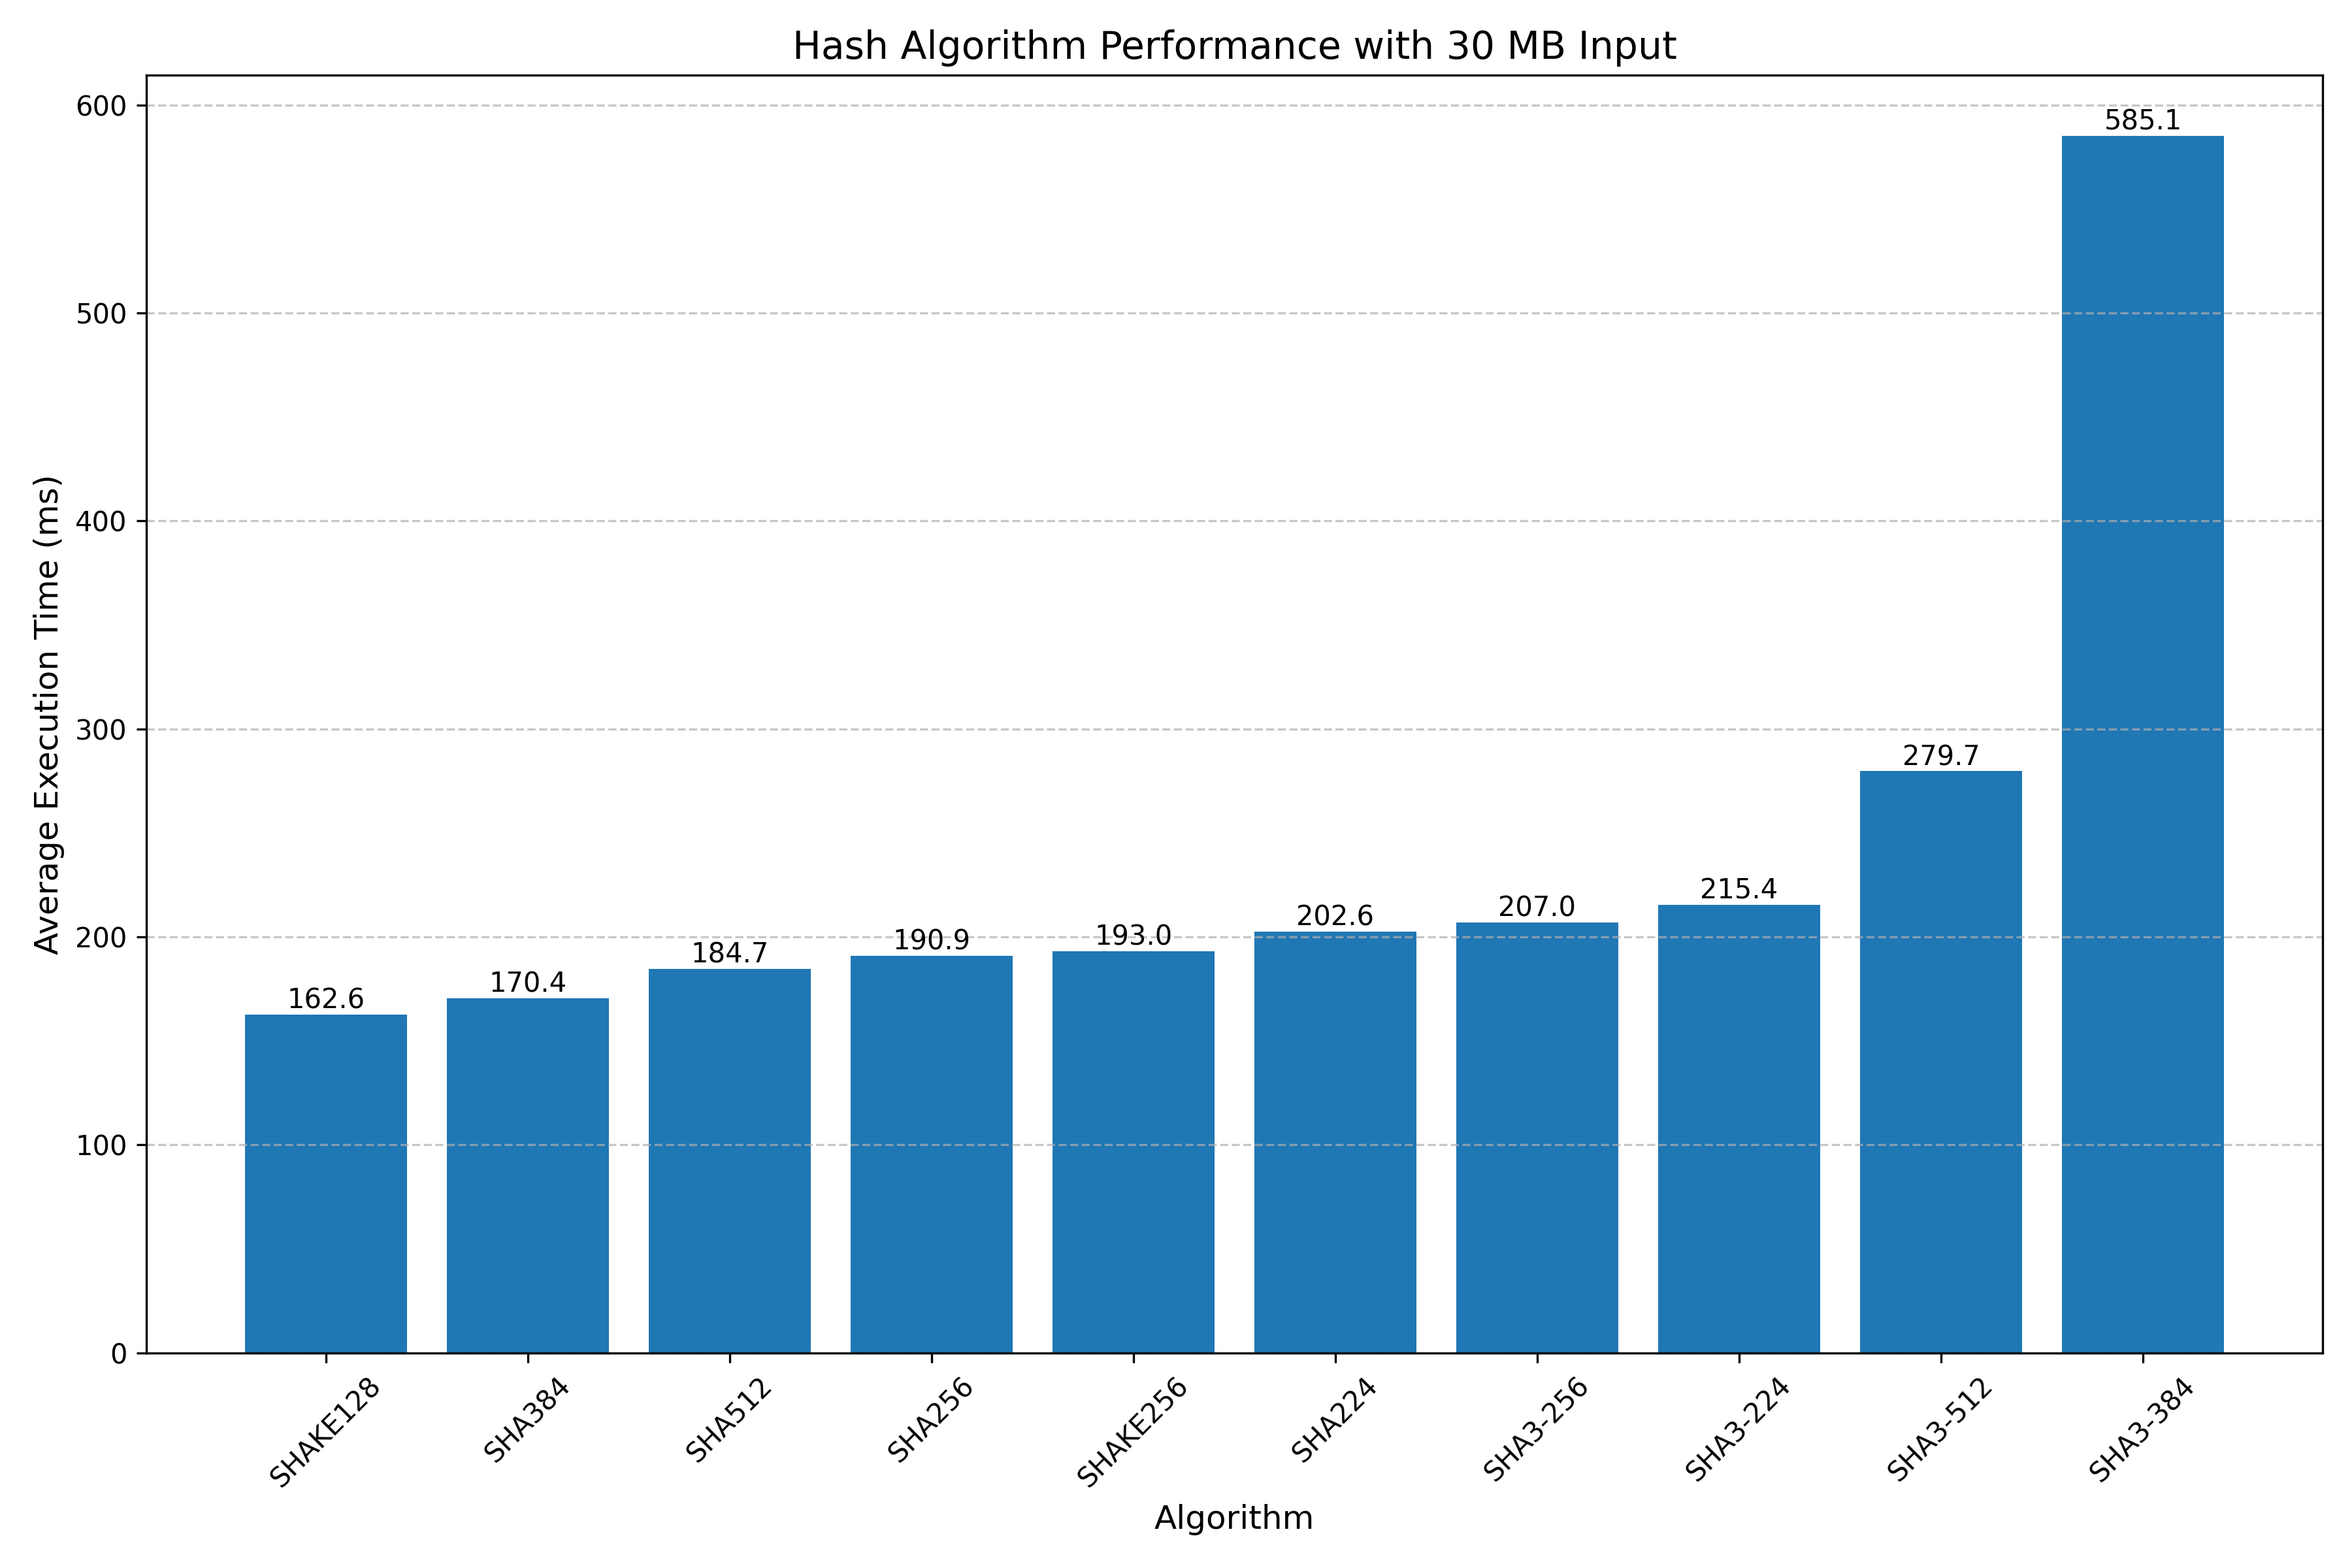 Hash Algorithm Performance with 30 MB Input
Average Execution Time (ms)
600
500
400
300
200
100
0
162.6
170.4
184.7
190.9
193.0
202.6
207.0
215.4
279.7
585.1
SHAKE128
SHA384
SHA512
SHA256
SHAKE256
SHA224
SHA3-256
SHA3-224
SHA3-512
SHA3-384
Algorithm